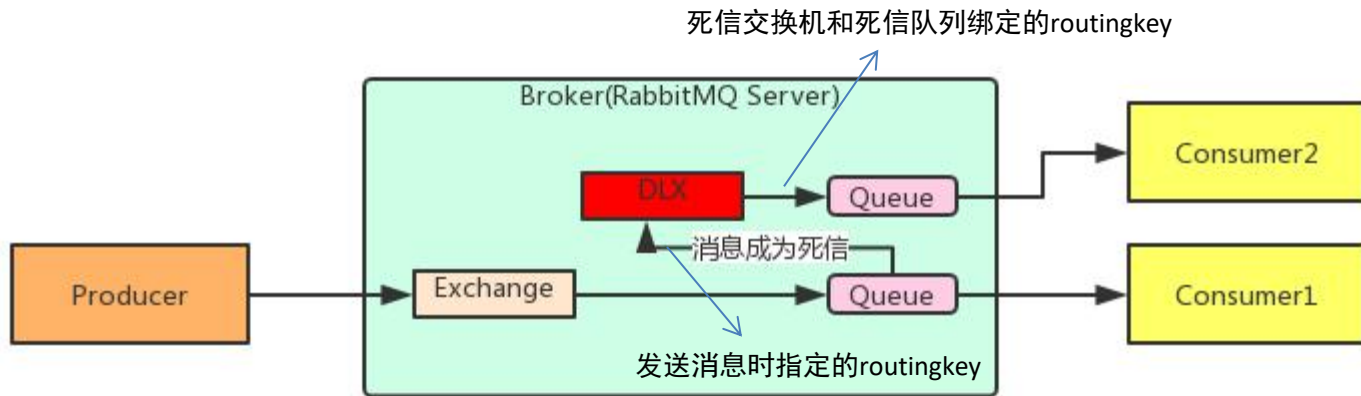 死信交换机和死信队列绑定的routingkey
Broker(RabbitMQ Server)
Consumer2
DLX
Queue
消息成为死信
Producer
Exchange
Queue
Consumer1
发送消息时指定的routingkey